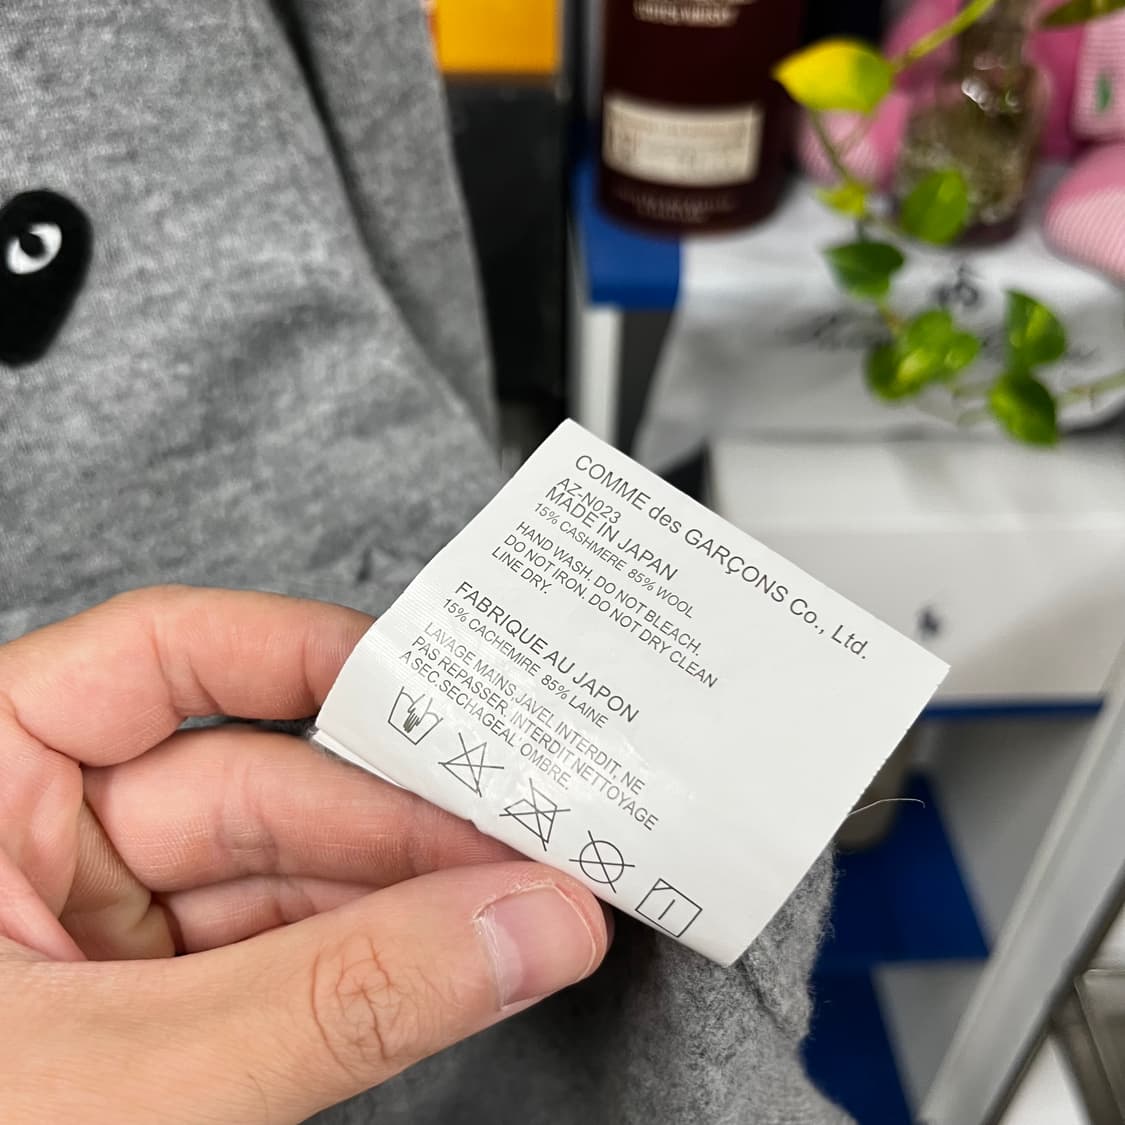 COMME des GARÇONS Co., Ltd.
AZ-N023
MADE IN JAPAN
15% CASHMERE 85% WOOL
HAND WASH. DO NOT BLEACH.
DO NOT IRON. DO NOT DRY CLEAN
LINE DRY.
FABRIQUE AU JAPON
15% CACHEMIRE 85% LAINE
LAVAGE MAINS,JAVEL INTERDIT, NE
PAS REPASSER. INTERDIT NETTOYAGE
A SEC.SECHAGEAL' OMBRE.